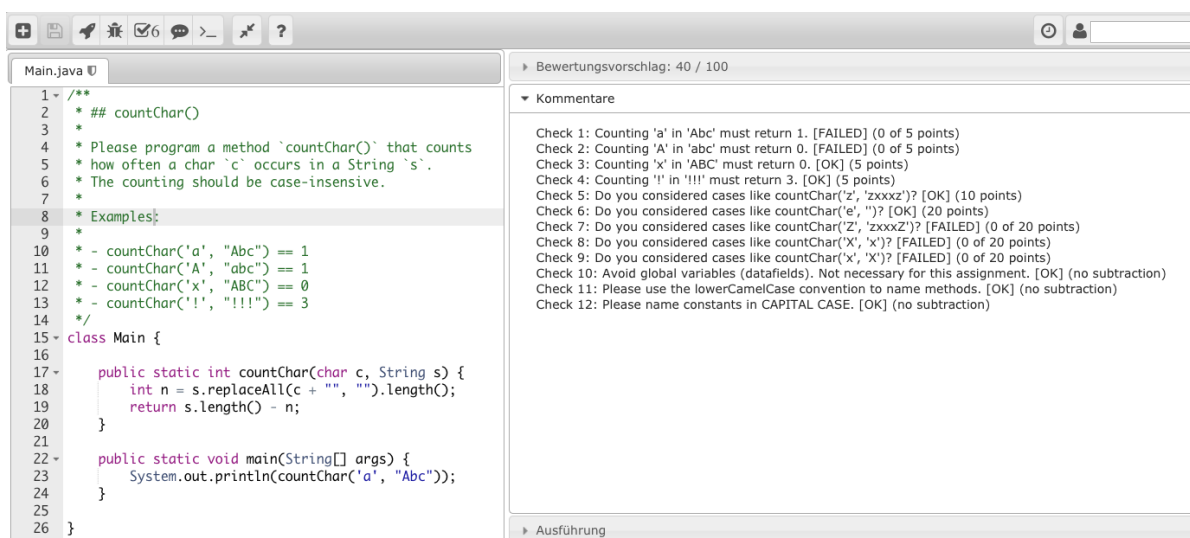 6
>_
?
Main.java
1 /**
2  * ## countChar()
3  *
4  * Please program a method `countChar()` that counts
5  * how often a char `c` occurs in a String `s`.
6  * The counting should be case-insensive.
7  *
8  * Examples:
9  *
10  * - countChar('a', "Abc") == 1
11  * - countChar('A', "abc") == 1
12  * - countChar('x', "ABC") == 0
13  * - countChar('!', "!!!") == 3
14  */
15 class Main {
16
17     public static int countChar(char c, String s) {
18         int n = s.replaceAll(c + "", "").length();
19         return s.length() - n;
20     }
21
22     public static void main(String[] args) {
23         System.out.println(countChar('a', "Abc"));
24     }
25
26 }
Bewertungsvorschlag: 40 / 100
Kommentare
Check 1: Counting 'a' in 'Abc' must return 1. [FAILED] (0 of 5 points)
Check 2: Counting 'A' in 'abc' must return 0. [FAILED] (0 of 5 points)
Check 3: Counting 'x' in 'ABC' must return 0. [OK] (5 points)
Check 4: Counting '!' in '!!!' must return 3. [OK] (5 points)
Check 5: Do you considered cases like countChar('z', 'zxxxz')? [OK] (10 points)
Check 6: Do you considered cases like countChar('e', '')? [OK] (20 points)
Check 7: Do you considered cases like countChar('Z', 'zxxxZ')? [FAILED] (0 of 20 points)
Check 8: Do you considered cases like countChar('X', 'x')? [FAILED] (0 of 20 points)
Check 9: Do you considered cases like countChar('x', 'X')? [FAILED] (0 of 20 points)
Check 10: Avoid global variables (datafields). Not necessary for this assignment. [OK] (no subtraction)
Check 11: Please use the lowerCamelCase convention to name methods. [OK] (no subtraction)
Check 12: Please name constants in CAPITAL CASE. [OK] (no subtraction)
Ausführung